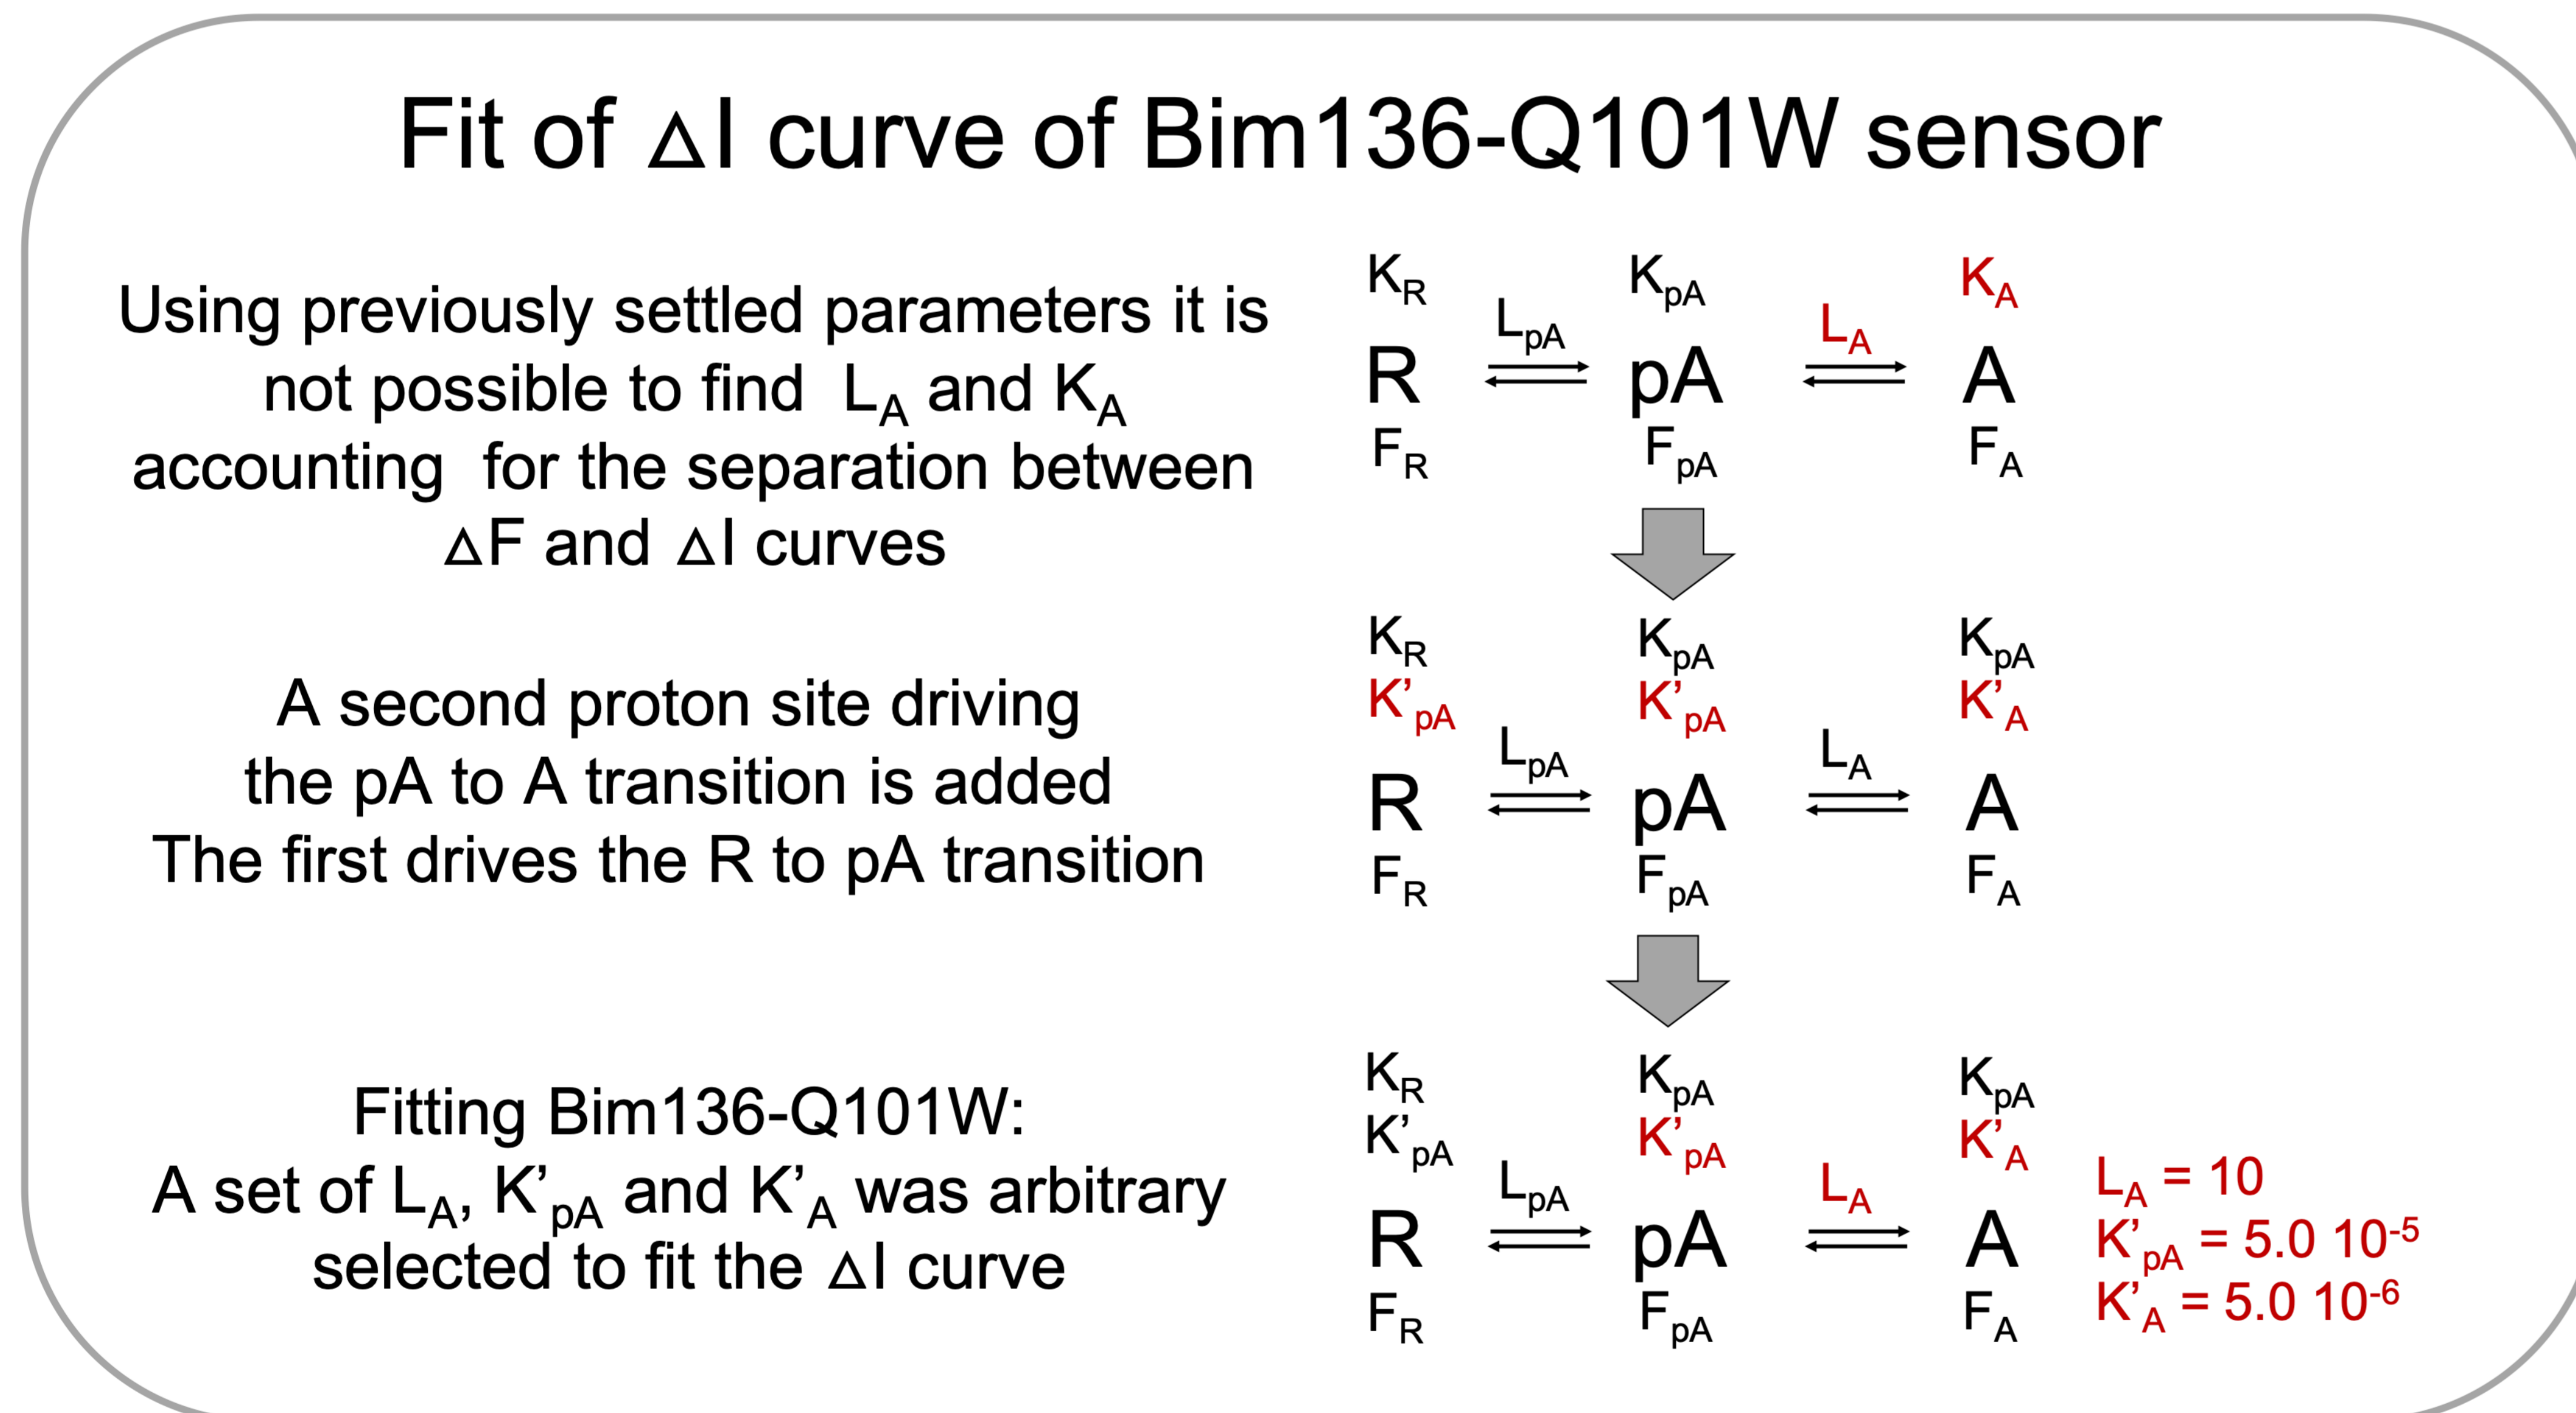 Fit of △I curve of Bim136-Q101W sensor
Using previously settled parameters it is
not possible to find L_A and K_A
accounting for the separation between
△F and △I curves
K_R K_pA K_A
L_pA L_A
R ⇌ pA ⇌ A
F_R F_pA F_A
A second proton site driving
the pA to A transition is added
The first drives the R to pA transition
K_R K_pA K_pA
K'_pA K'_pA K'_A
L_pA L_A
R ⇌ pA ⇌ A
F_R F_pA F_A
Fitting Bim136-Q101W:
A set of L_A, K'_pA and K'_A was arbitrary
selected to fit the △I curve
K_R K_pA K_pA
K'_pA K'_pA K'_A
L_pA L_A
R ⇌ pA ⇌ A
F_R F_pA F_A
L_A = 10
K'_pA = 5.0 10^-5
K'_A = 5.0 10^-6